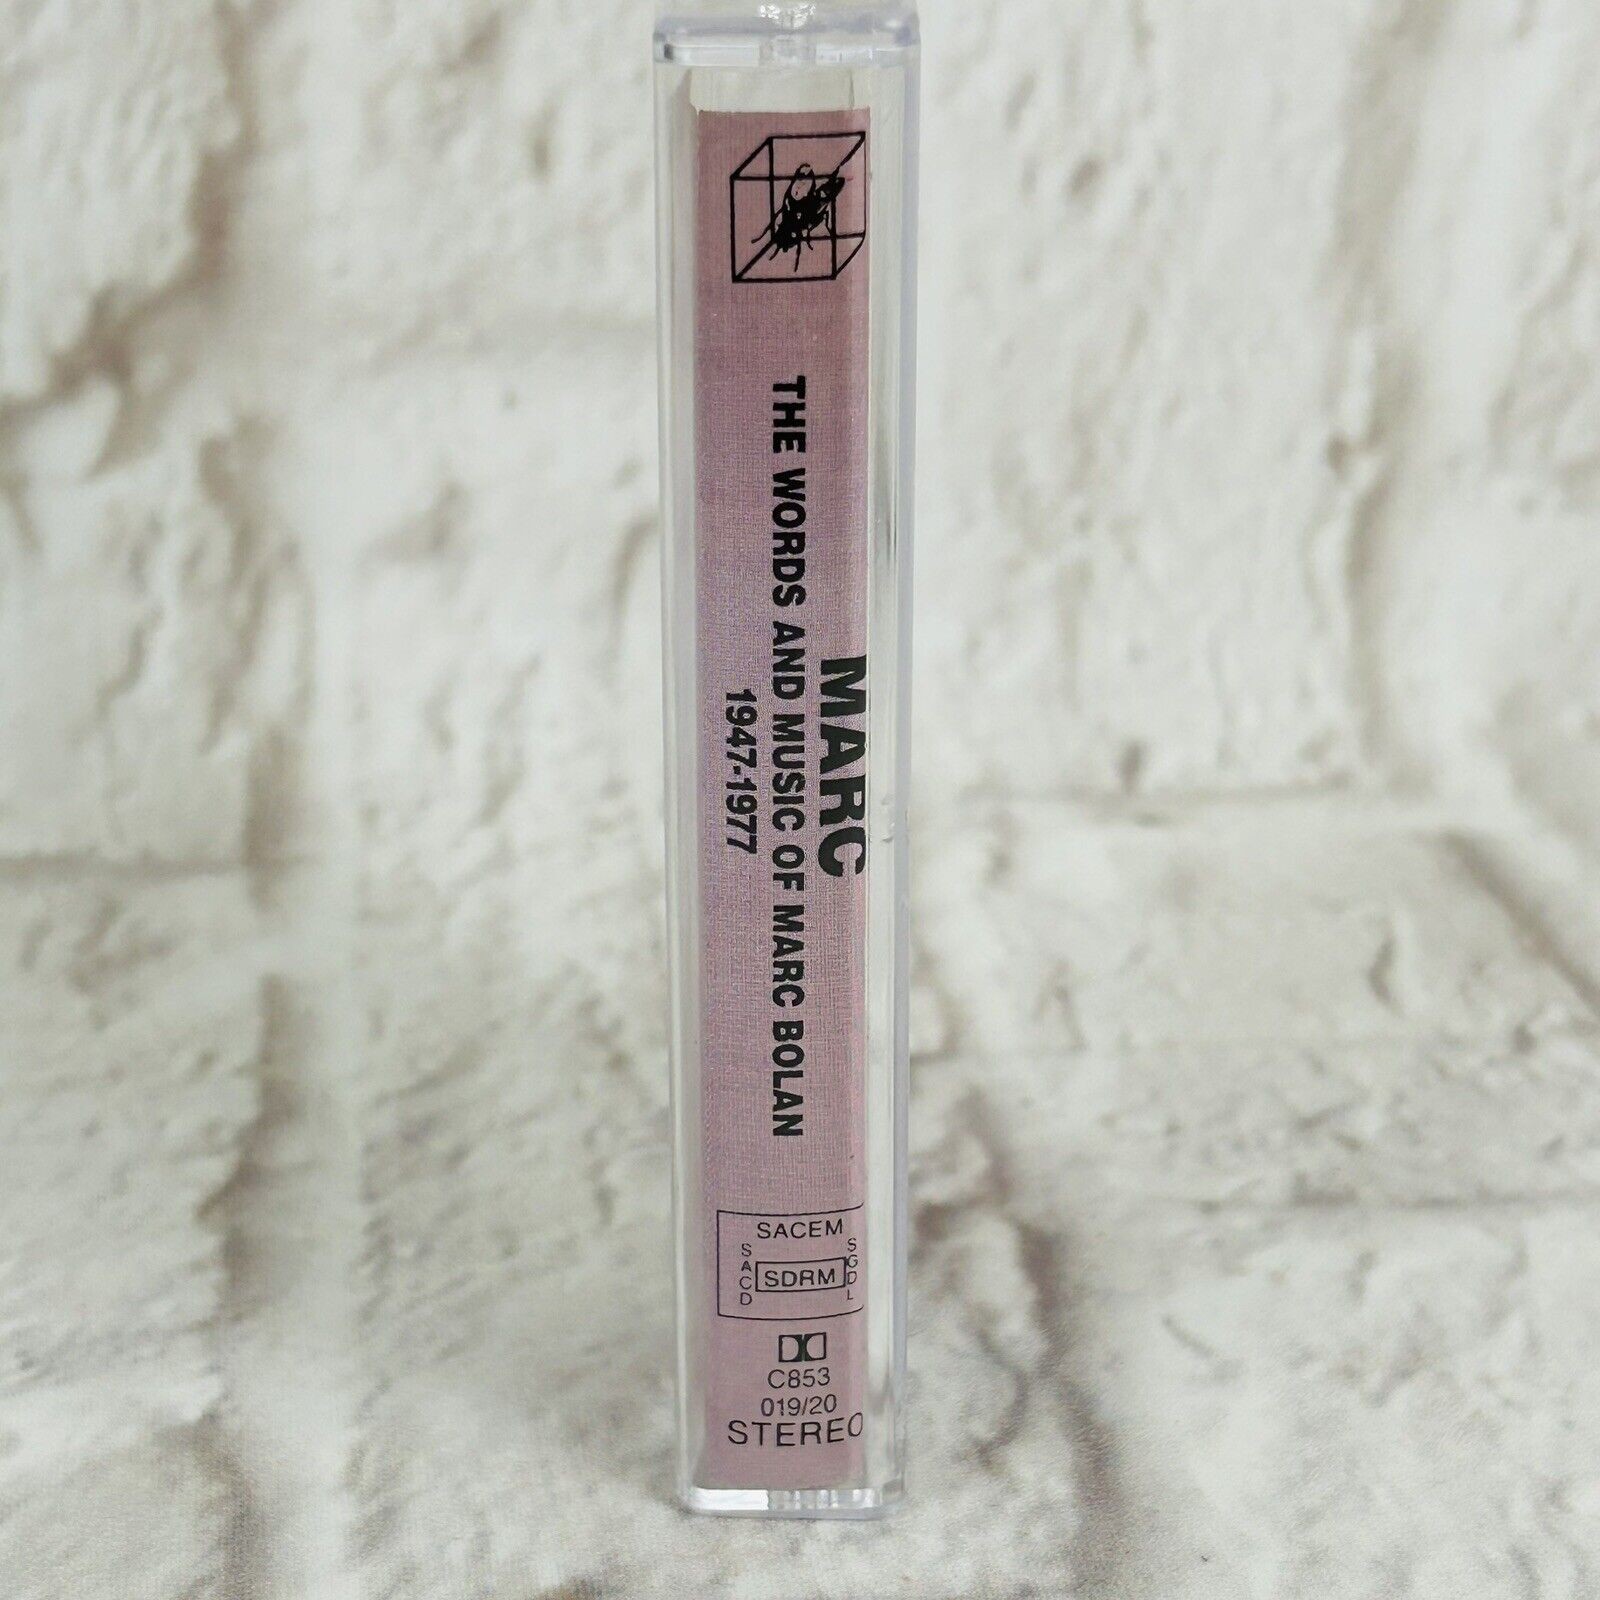 MARC
THE WORDS AND MUSIC OF MARC BOLAN
1947-1977
SACEM
SACD
SDRM
SGDL
C853
019/20
STEREO